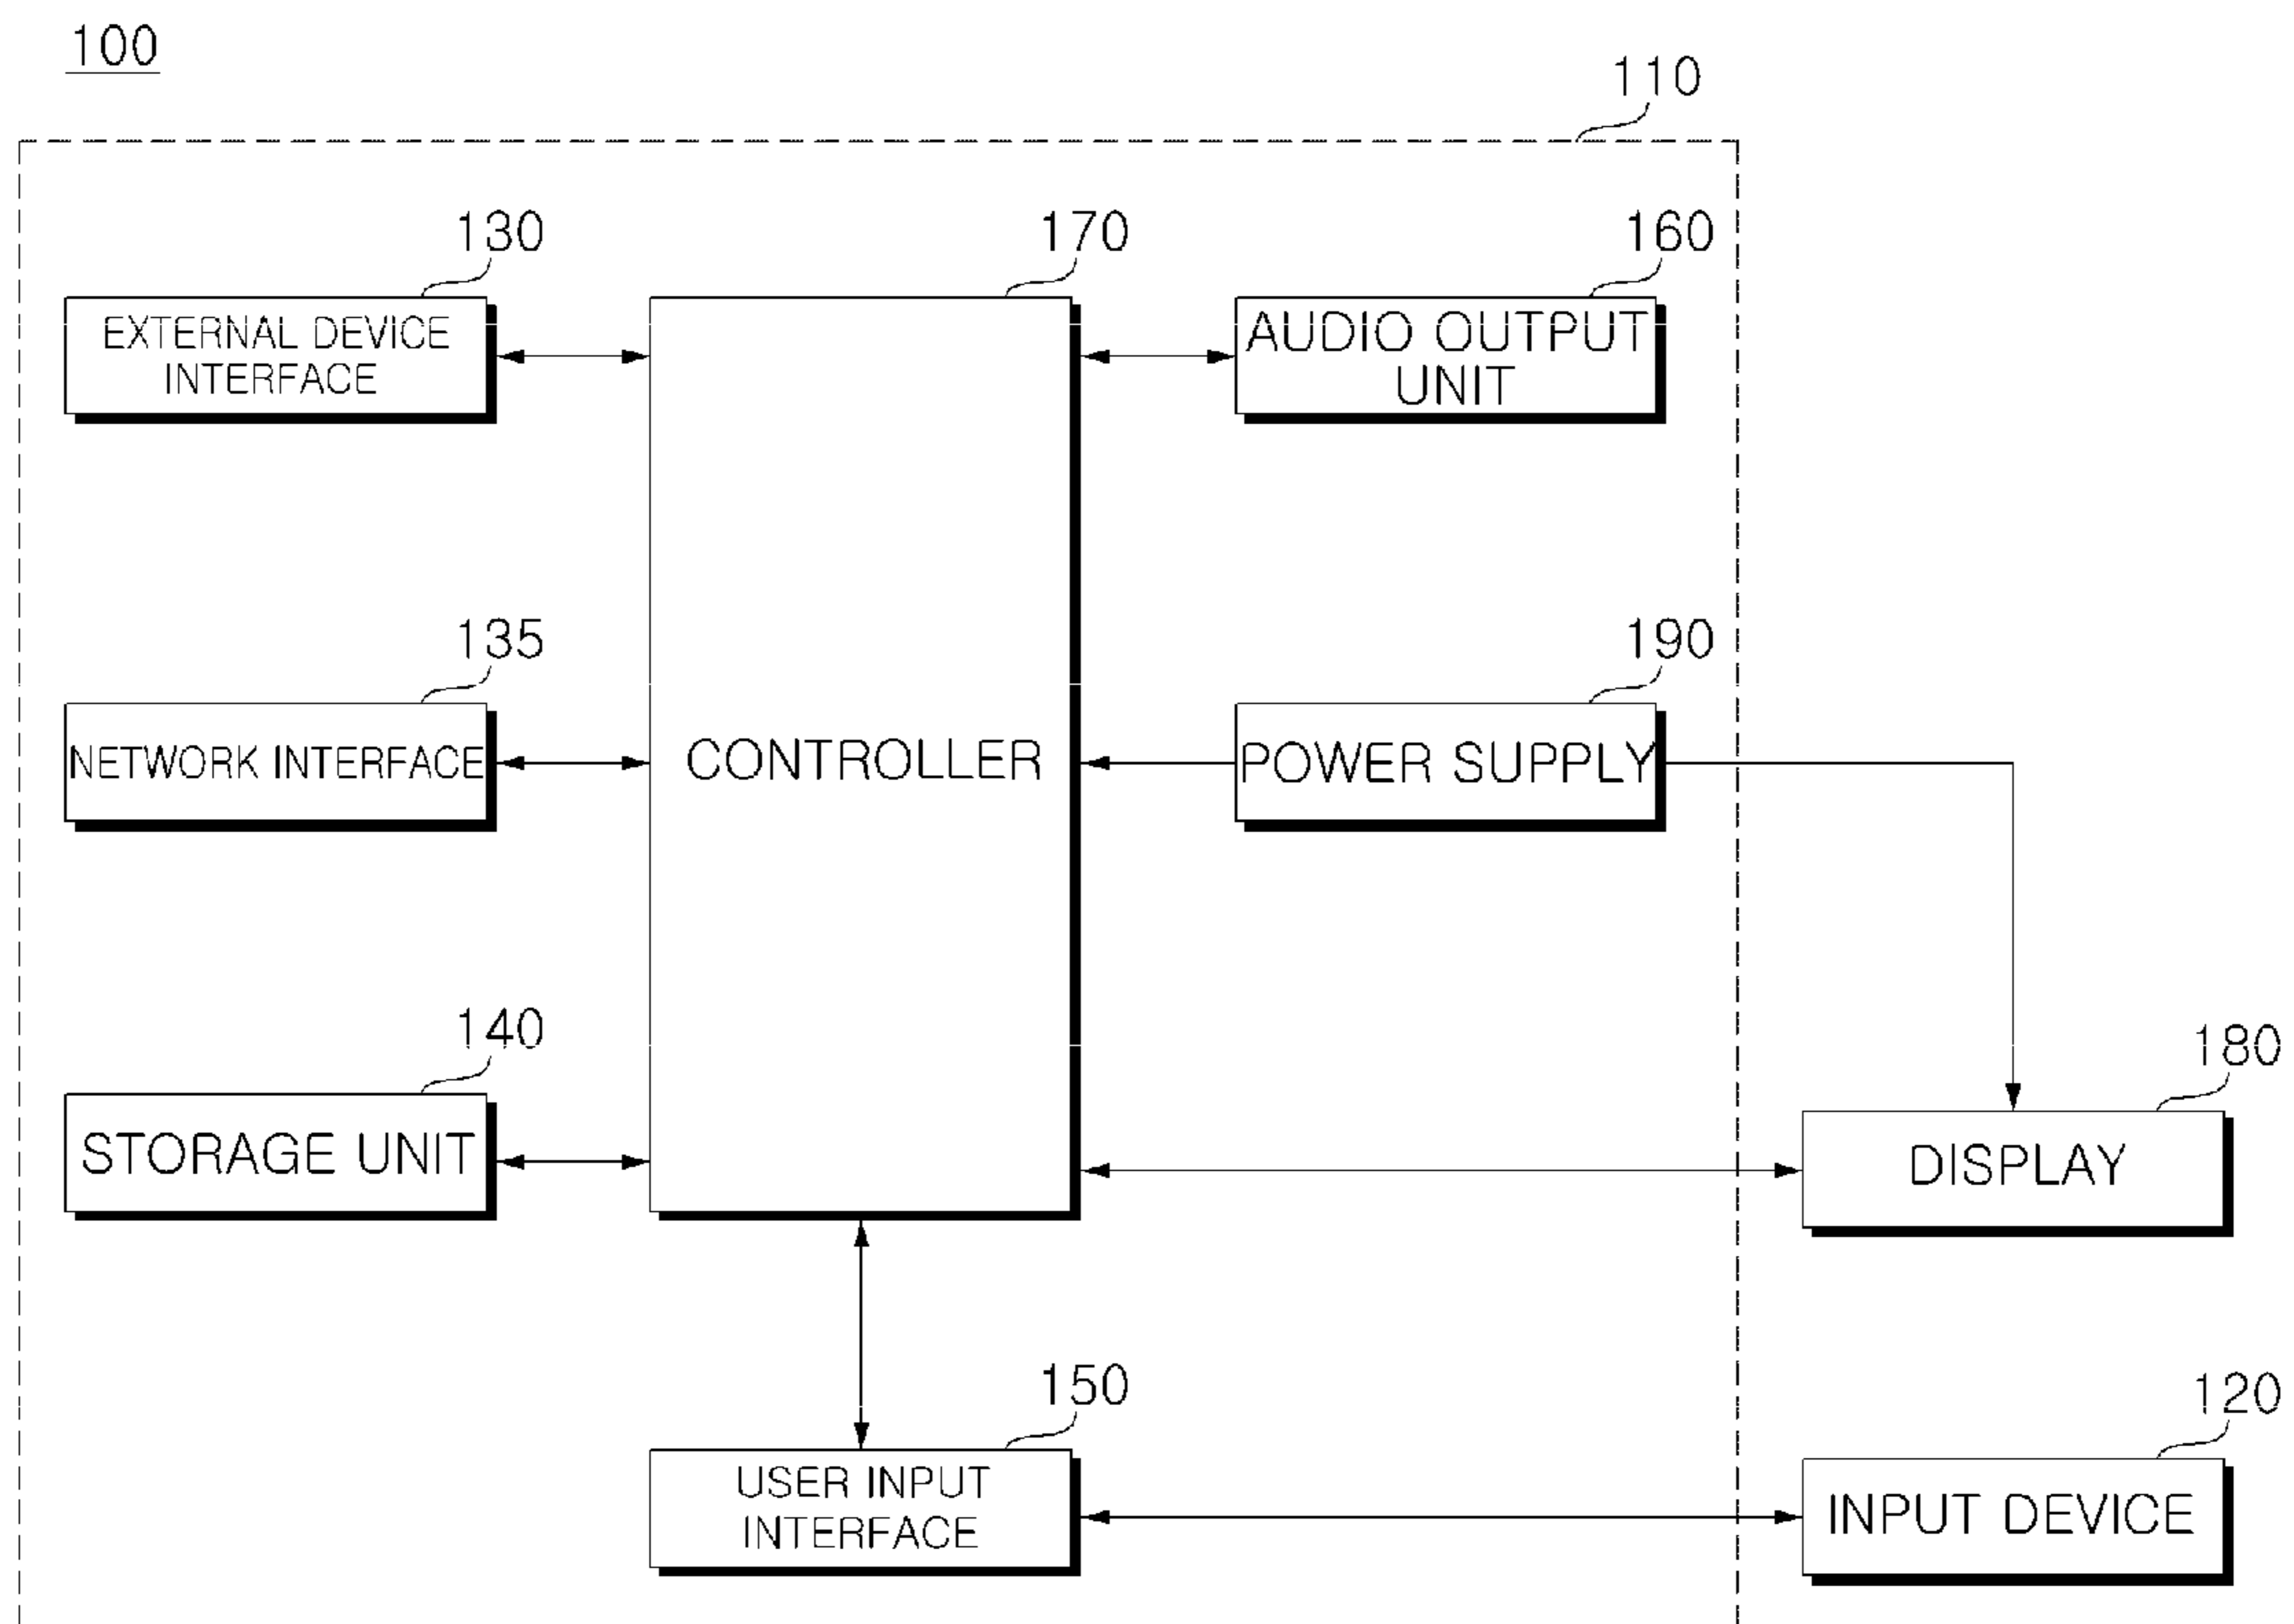 100
110
130
170
160
EXTERNAL DEVICE
INTERFACE
AUDIO OUTPUT
UNIT
135
190
NETWORK INTERFACE
CONTROLLER
POWER SUPPLY
140
180
STORAGE UNIT
DISPLAY
150
120
USER INPUT
INTERFACE
INPUT DEVICE